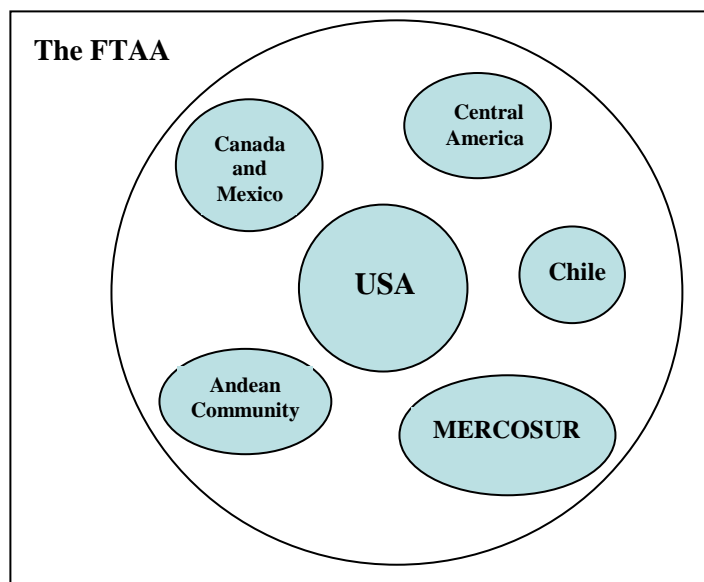 The FTAA
Central
America
Canada
and
Mexico
USA
Chile
Andean
Community
MERCOSUR